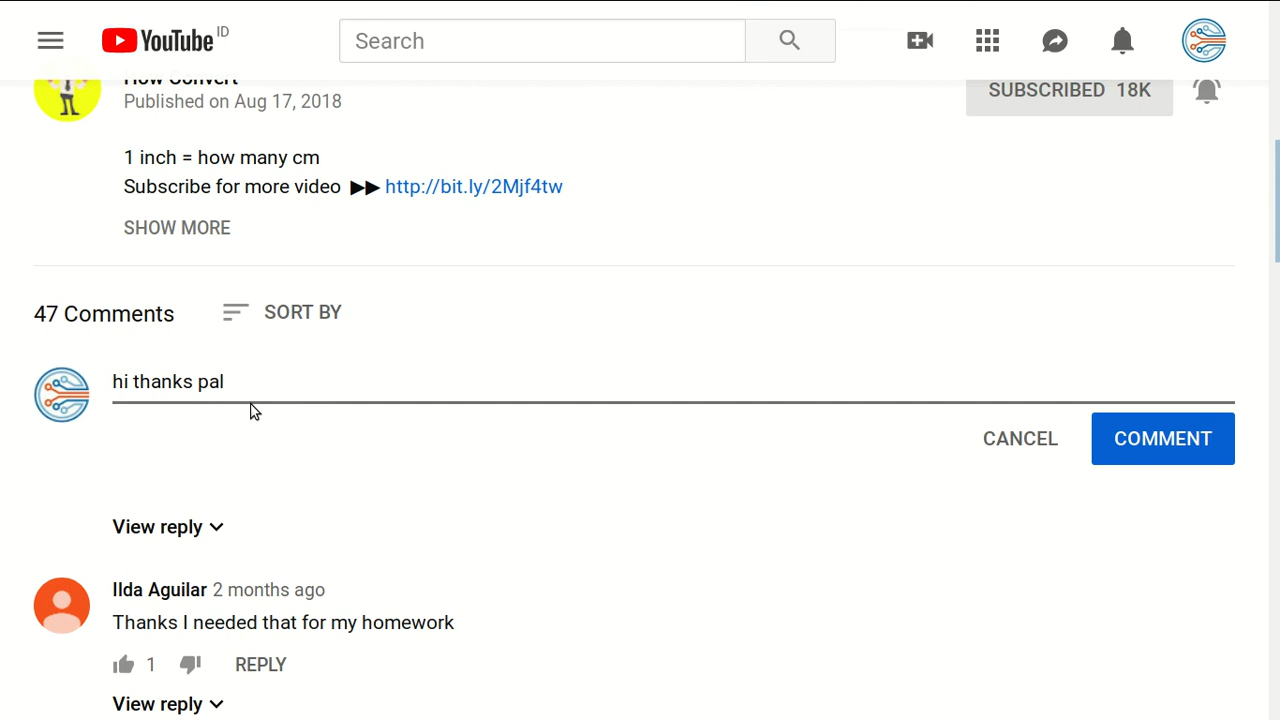 YouTube ID
Search
How Convert
Published on Aug 17, 2018
SUBSCRIBED 18K
1 inch = how many cm
Subscribe for more video ▶▶ http://bit.ly/2Mjf4tw
SHOW MORE
47 Comments
SORT BY
hi thanks pal
CANCEL
COMMENT
View reply
Ilda Aguilar 2 months ago
Thanks I needed that for my homework
1
REPLY
View reply